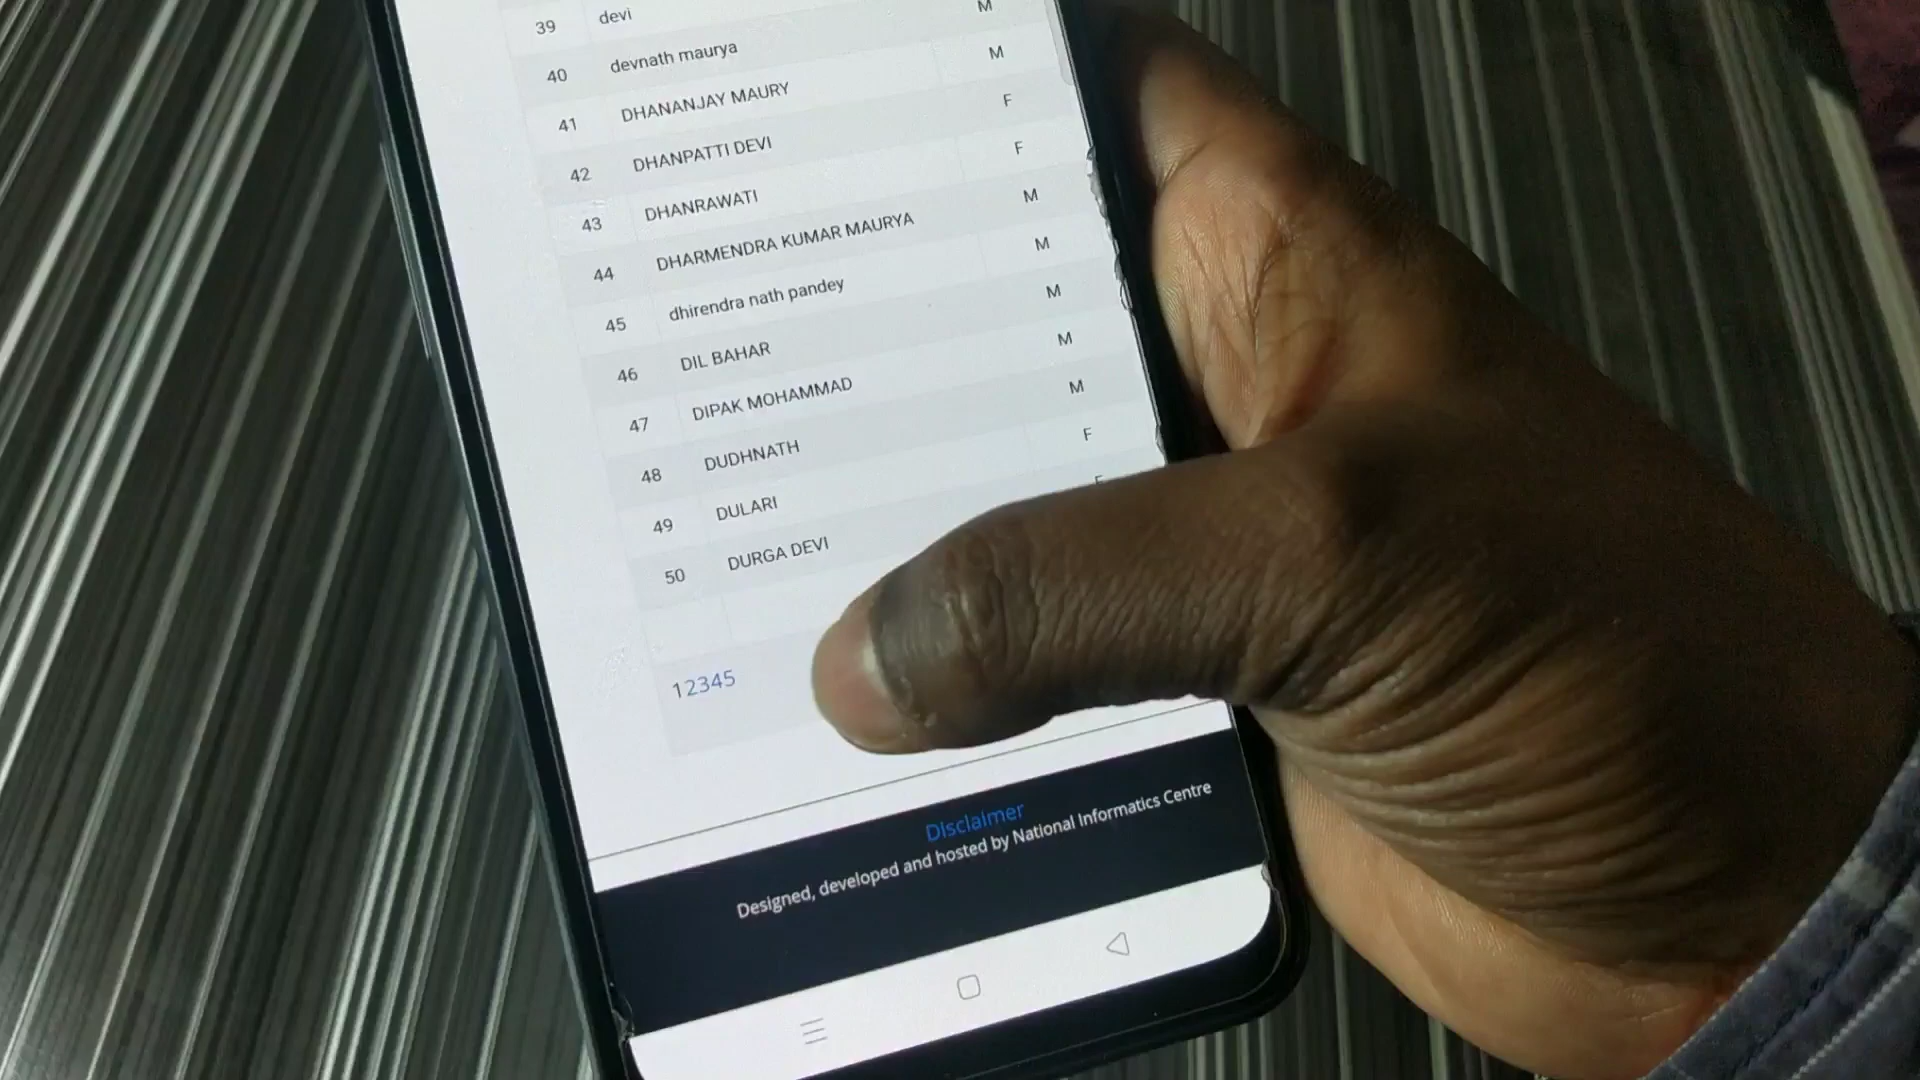 39 devi
40 devnath maurya M
41 DHANANJAY MAURY M
42 DHANPATTI DEVI F
43 DHANRAWATI F
44 DHARMENDRA KUMAR MAURYA M
45 dhirendra nath pandey M
46 DIL BAHAR M
47 DIPAK MOHAMMAD M
48 DUDHNATH M
49 DULARI F
50 DURGA DEVI F
12345
Disclaimer
Designed, developed and hosted by National Informatics Centre